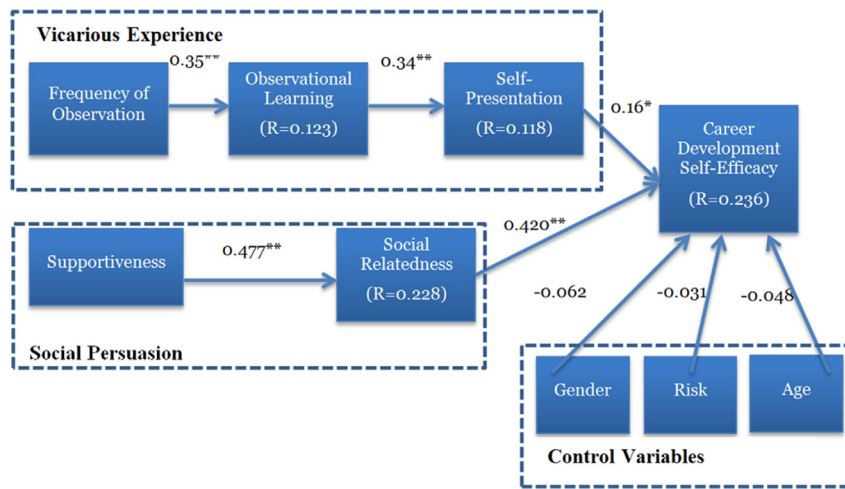 Vicarious Experience
0.35**
0.34**
Frequency of
Observation
Observational
Learning
(R=0.123)
Self-
Presentation
(R=0.118)
0.16*
Career
Development
Self-Efficacy
(R=0.236)
Supportiveness
0.477**
Social
Relatedness
(R=0.228)
0.420**
Social Persuasion
-0.062
-0.031
-0.048
Gender
Risk
Age
Control Variables